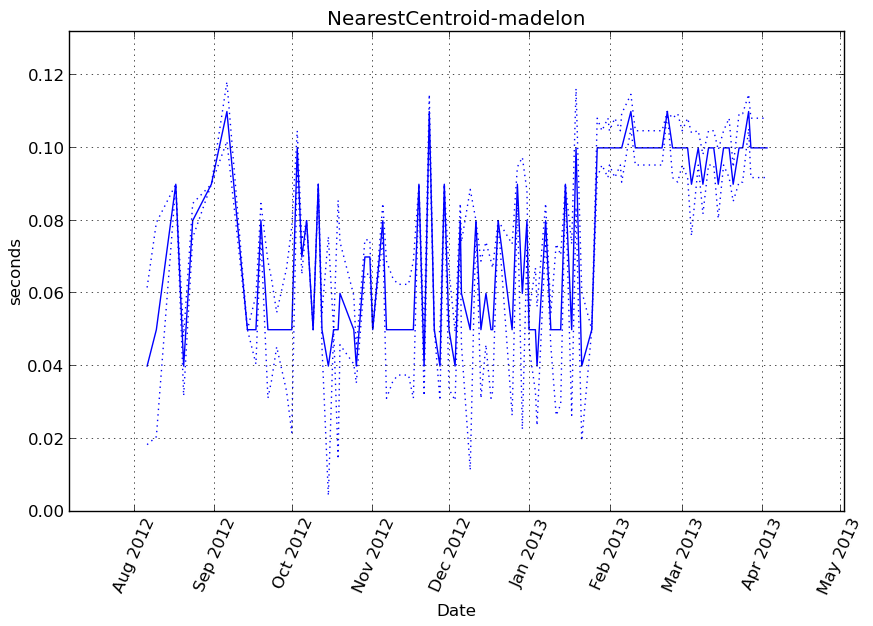 NearestCentroid-madelon
0.12
0.10
0.08
0.06
0.04
0.02
0.00
seconds
Aug 2012
Sep 2012
Oct 2012
Nov 2012
Dec 2012
Jan 2013
Feb 2013
Mar 2013
Apr 2013
May 2013
Date